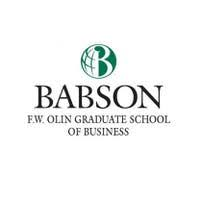 B
BABSON
F.W. OLIN GRADUATE SCHOOL
OF BUSINESS